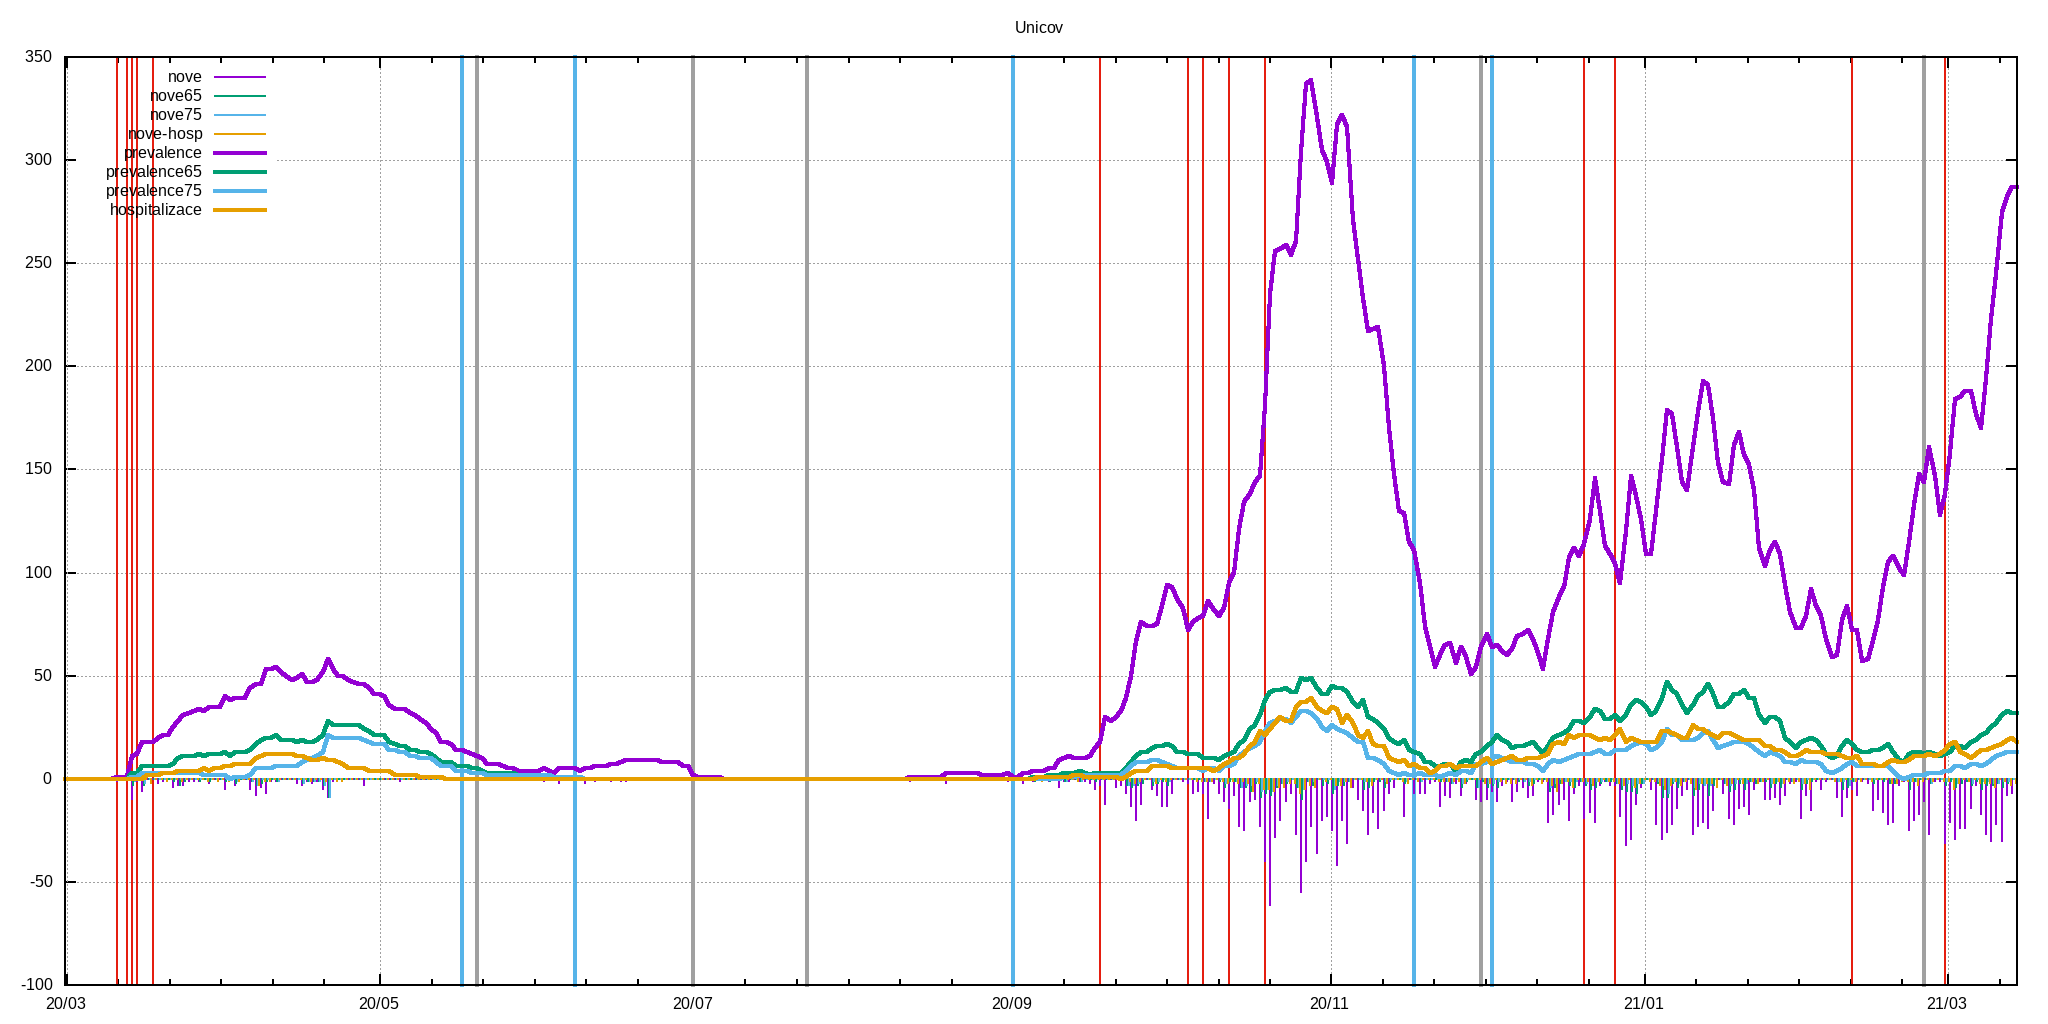 Unicov
350
300
250
200
150
100
50
0
-50
-100
nove
nove65
nove75
nove-hosp
prevalence
prevalence65
prevalence75
hospitalizace
20/03 20/05 20/07 20/09 20/11 21/01 21/03